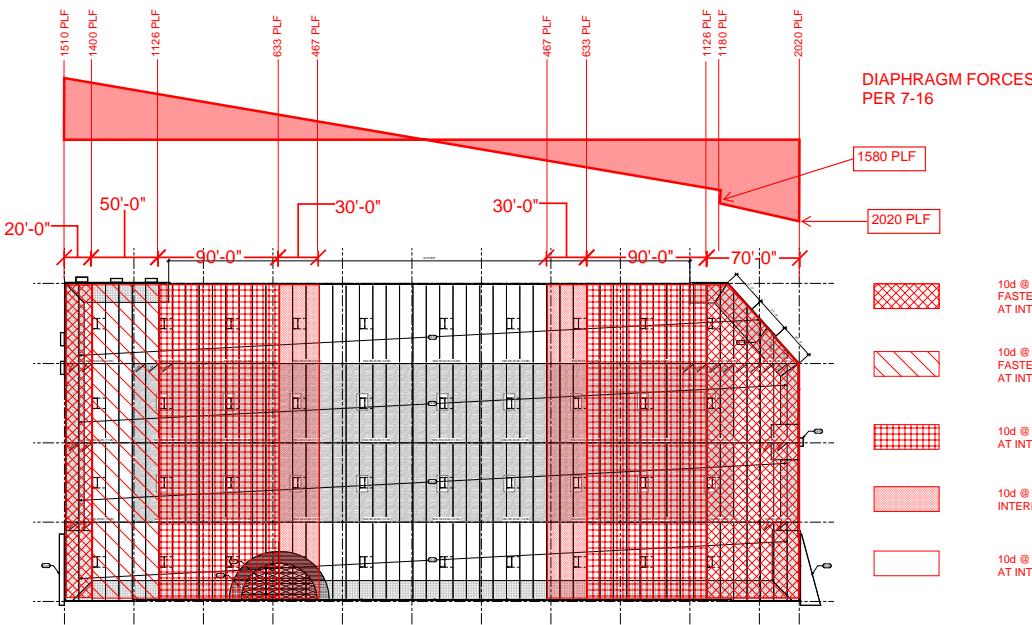 1510 PLF
1400 PLF
1126 PLF
633 PLF
467 PLF
467 PLF
633 PLF
1126 PLF
1180 PLF
2020 PLF
DIAPHRAGM FORCES
PER 7-16
1580 PLF
2020 PLF
20'-0"
50'-0"
30'-0"
30'-0"
90'-0"
90'-0"
70'-0"
10d @
FASTE
AT INT
10d @
FASTE
AT INT
10d @
AT INT
10d @
INTERI
10d @
AT INT